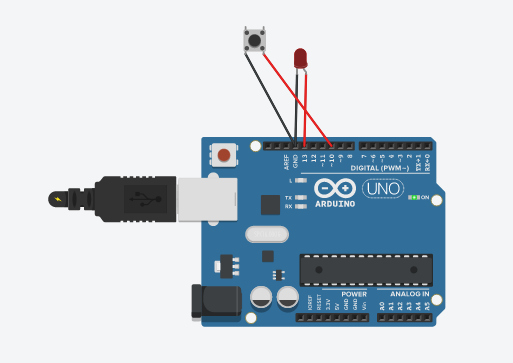 AREF
GND
13
12
~11
~10
~9
8
7
~6
~5
4
~3
2
TX→1
RX←0
DIGITAL (PWM~)
L
TX
RX
ARDUINO
UNO
ON
POWER
ANALOG IN
IOREF
RESET
3.3V
5V
GND
GND
Vin
A0
A1
A2
A3
A4
A5